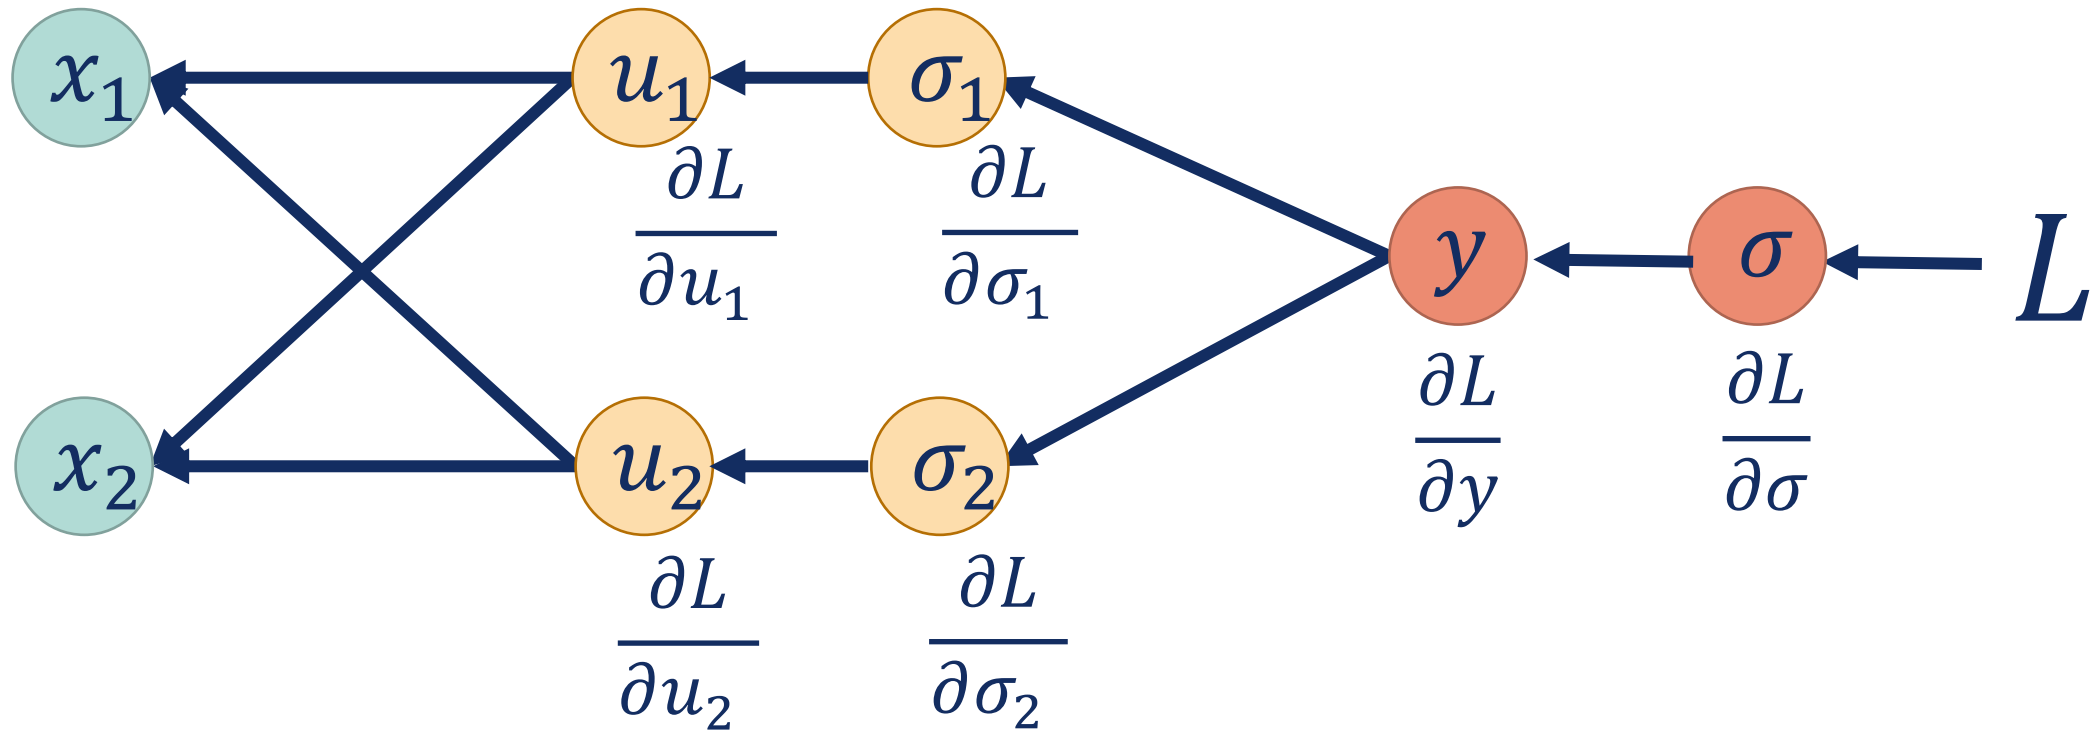 x₁ u₁ σ₁
∂L/∂u₁ ∂L/∂σ₁
y σ L
∂L/∂y ∂L/∂σ
x₂ u₂ σ₂
∂L/∂u₂ ∂L/∂σ₂